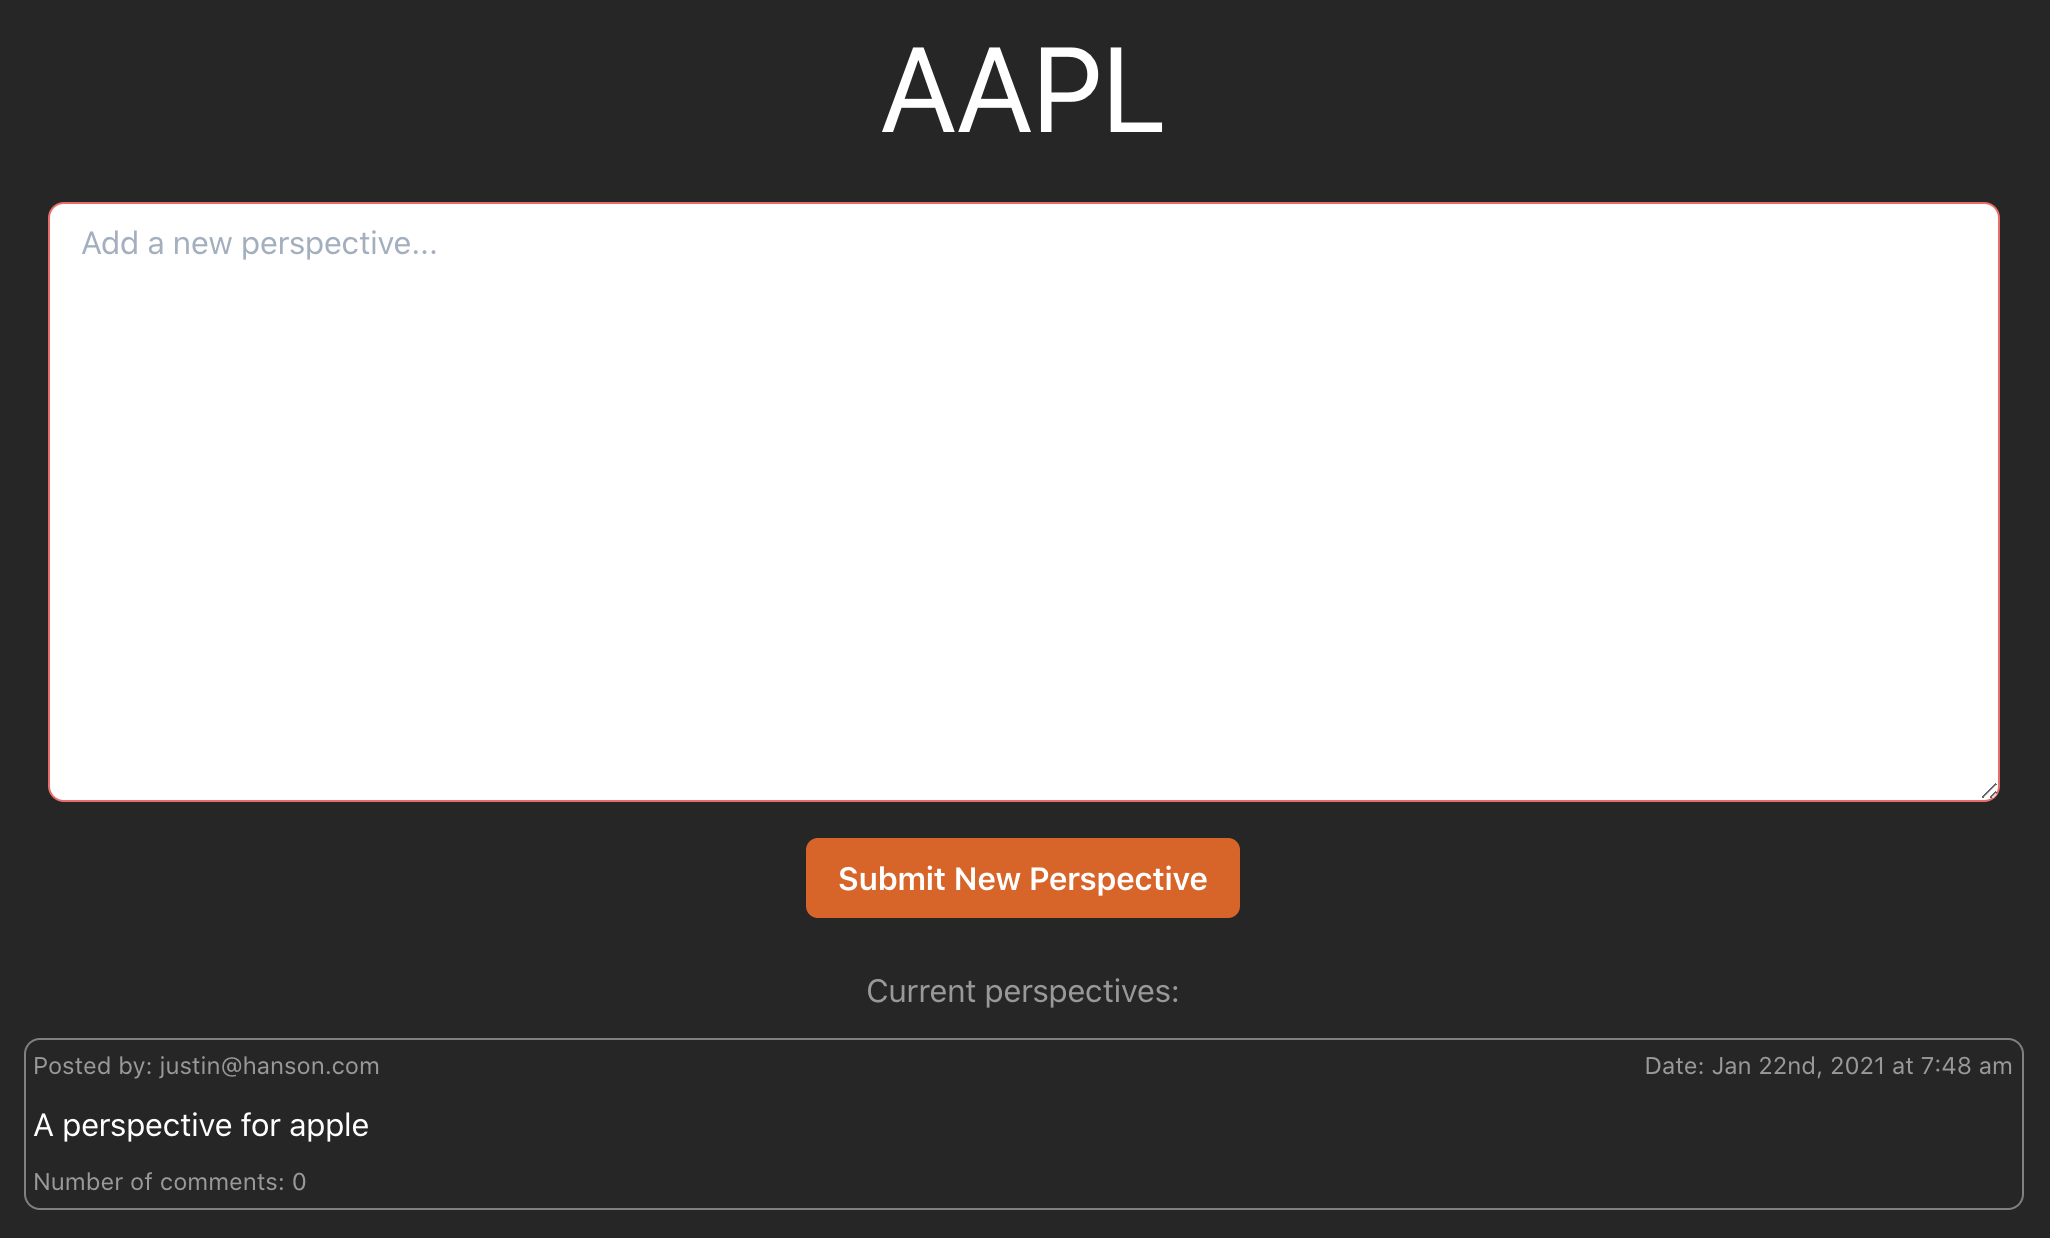 AAPL
Add a new perspective...
Submit New Perspective
Current perspectives:
Posted by: justin@hanson.com Date: Jan 22nd, 2021 at 7:48 am
A perspective for apple
Number of comments: 0